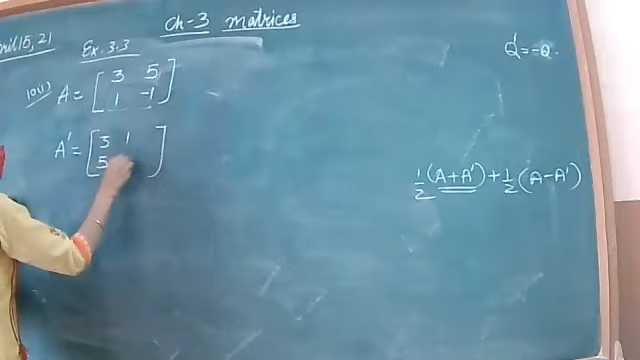 Ch-3 matrices
April 15, 21
Ex. 3.3
Q' = -Q.
10(i) A = [ 3 5
1 -1 ]
A' = [ 3 1
5 ]
1/2 (A+A') + 1/2 (A-A')